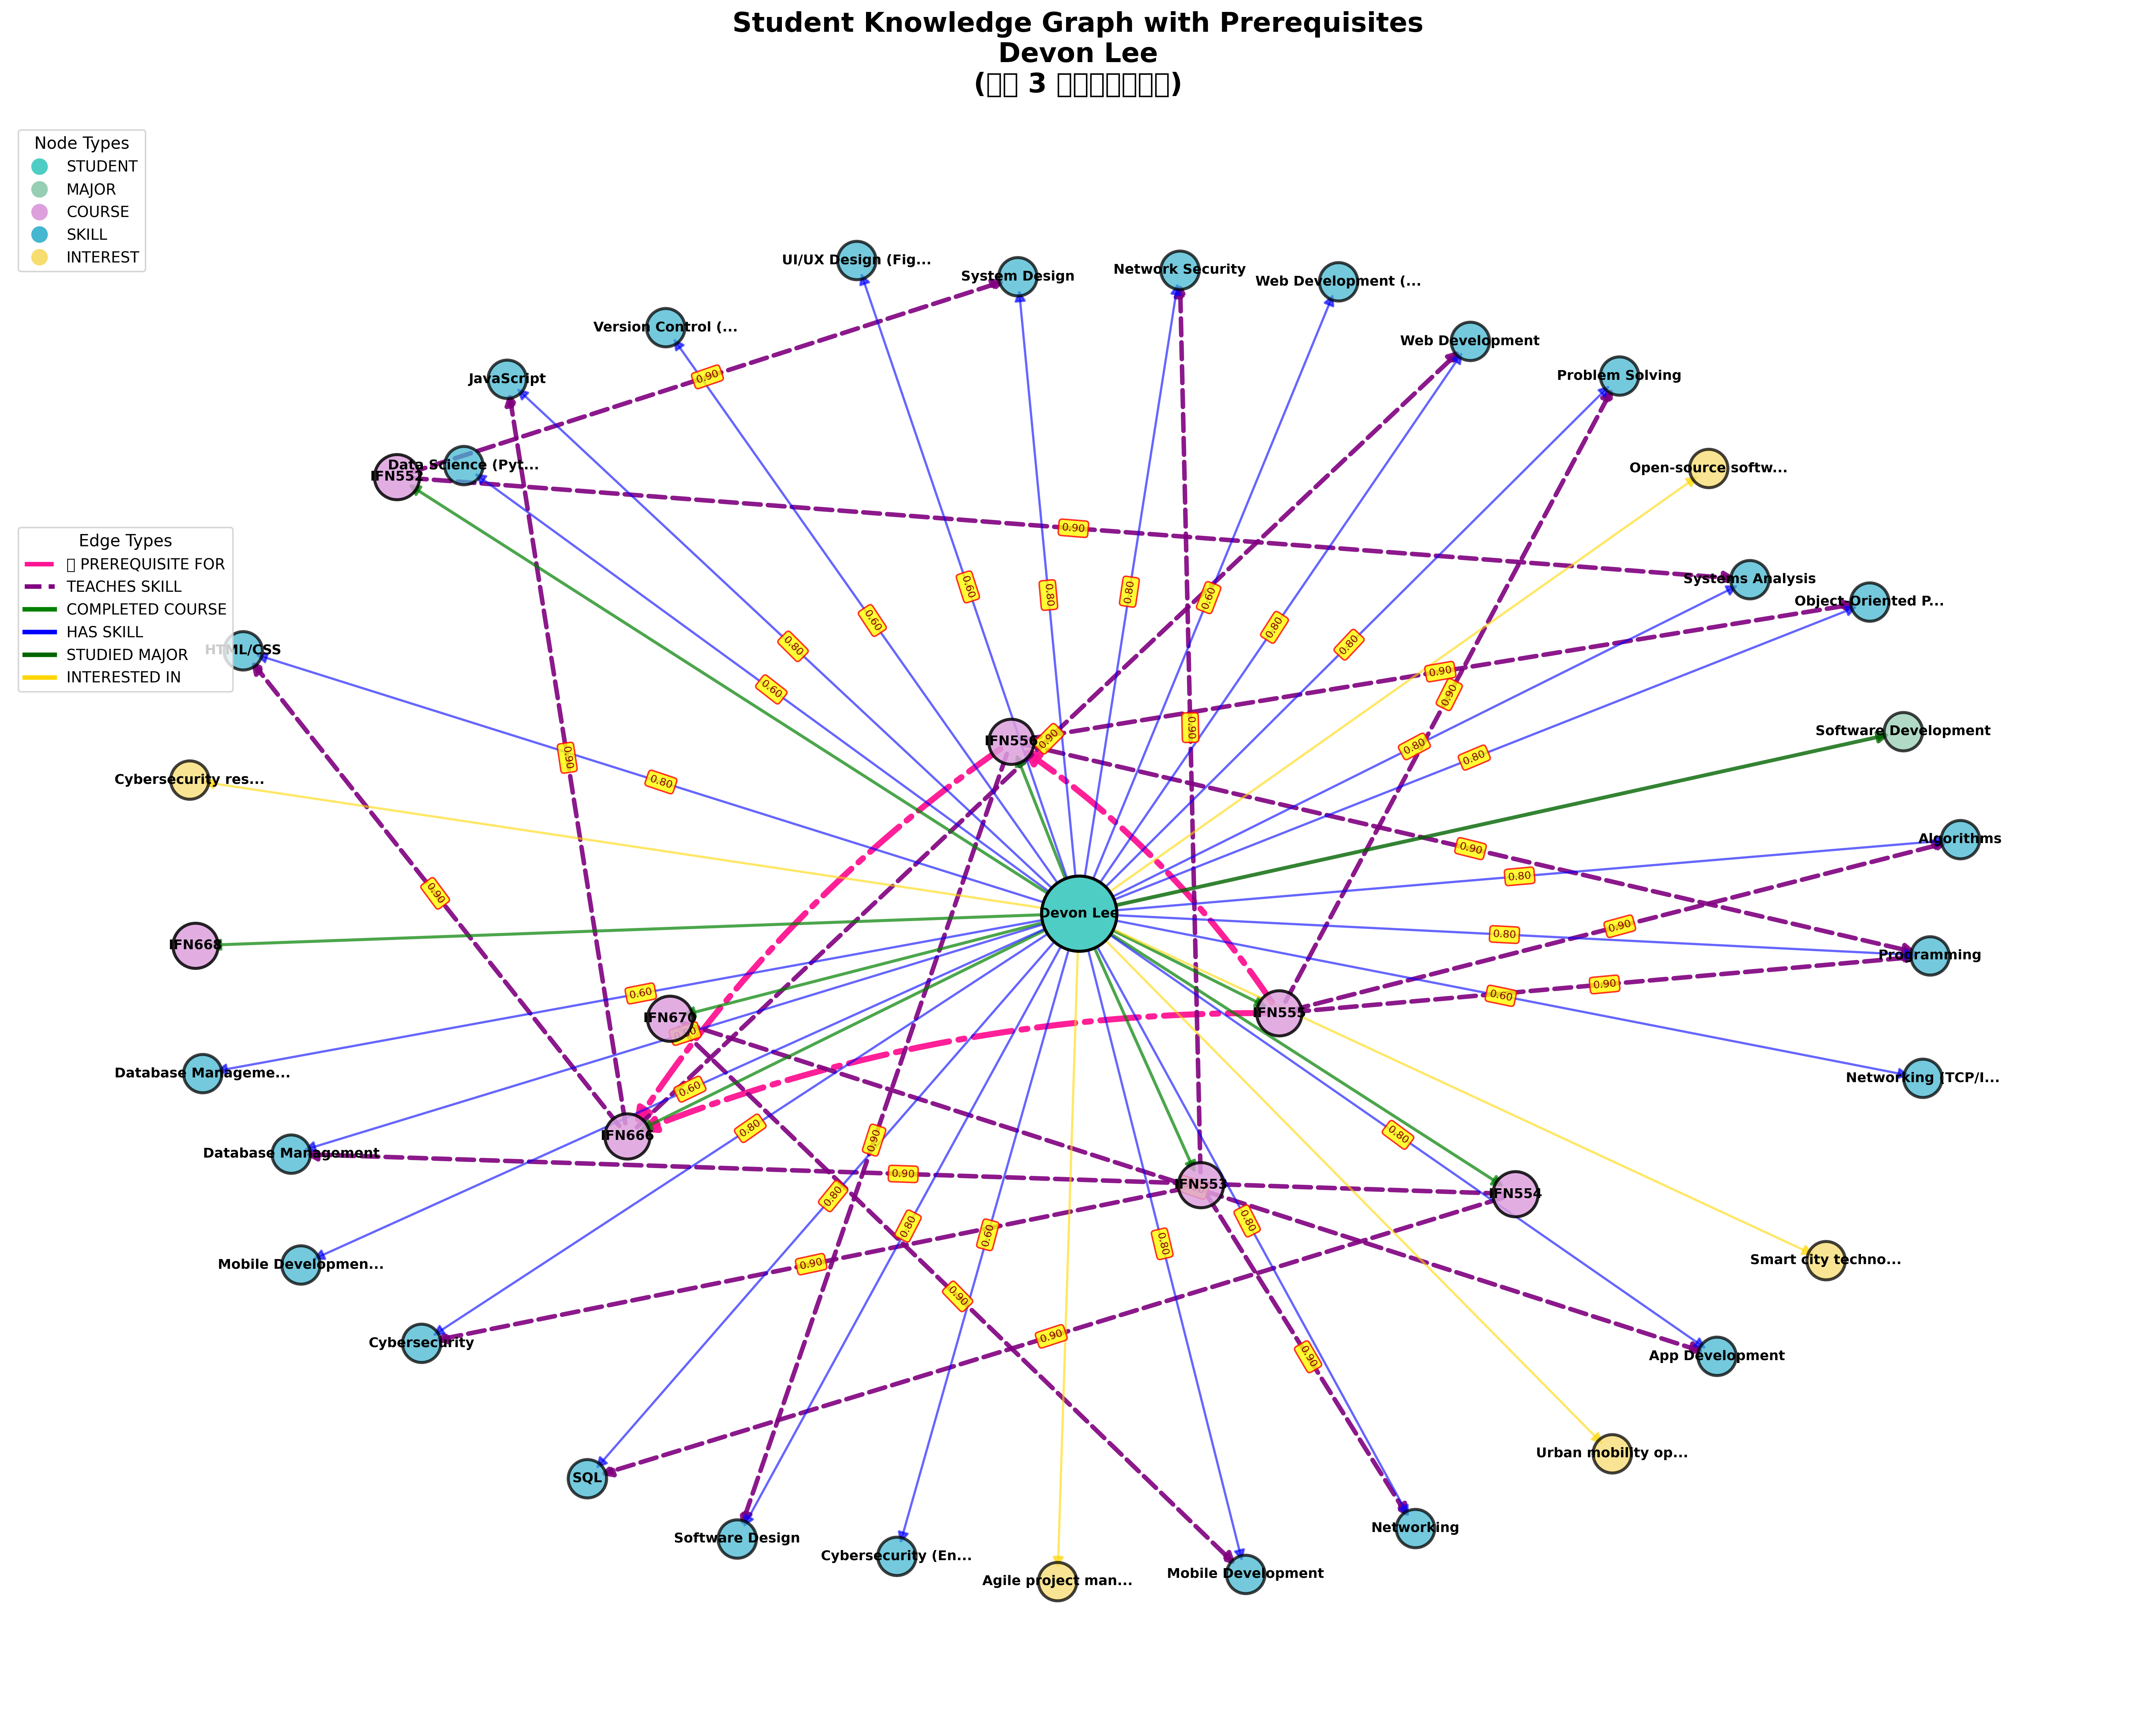 Student Knowledge Graph with Prerequisites
Devon Lee
3
Node Types
STUDENT
MAJOR
COURSE
SKILL
INTEREST
UI/UX Design (Fig...
System Design
Network Security
Web Development (...
Version Control (...
Web Development
JavaScript
Problem Solving
0.90
Data Science (Pyt...
IFN552
Open-source softw...
0.90
Edge Types
PREREQUISITE FOR
TEACHES SKILL
COMPLETED COURSE
HAS SKILL
STUDIED MAJOR
INTERESTED IN
Systems Analysis
Object Oriented P...
0.60
0.60
0.80
0.80
0.60
0.80
0.80
0.80
0.60
HTML/CSS
0.90
0.90
0.90
IFN556
0.90
0.80
0.80
0.90
0.80
Software Development
Cybersecurity res...
Algorithms
0.90
0.80
0.90
Devon Lee
0.80
0.90
IFN668
Programming
0.60
0.60
0.90
IFN670
IFN555
Database Manageme...
0.60
Networking (TCP/I...
IFN666
0.80
0.90
0.80
Database Management
0.90
0.80
IFN553
IFN554
0.80
0.60
0.80
0.80
Mobile Developmen...
0.90
0.90
Smart city techno...
Cybersecurity
0.90
0.90
App Development
Urban mobility op...
SQL
Software Design
Cybersecurity (En...
Agile project man...
Mobile Development
Networking